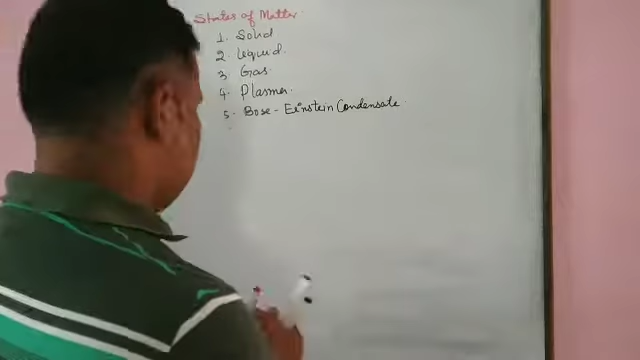 States of Matter
1. Solid
2. Liquid.
3. Gas.
4. Plasma.
5. Bose-Einstein Condensate.